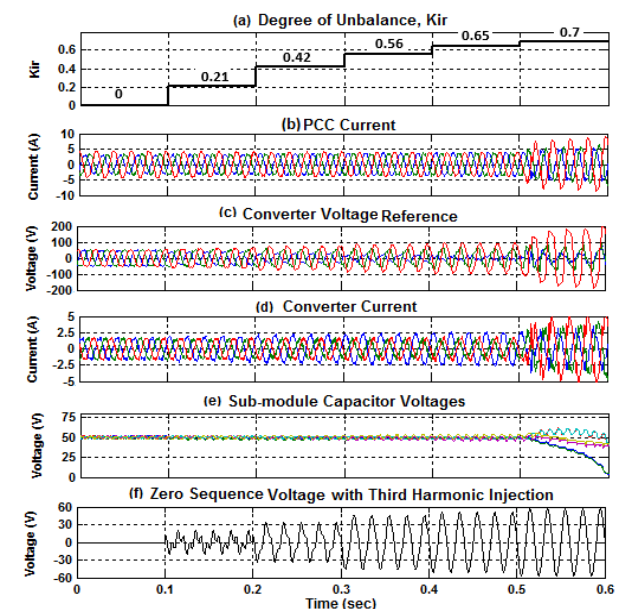 (a) Degree of Unbalance, Kir
Kir
0.6
0.4
0.2
0
0
0.21
0.42
0.56
0.65
0.7
(b) PCC Current
Current (A)
10
5
0
-5
-10
(c) Converter Voltage Reference
Voltage (V)
200
100
0
-100
-200
(d) Converter Current
Current (A)
5
2.5
0
-2.5
-5
(e) Sub-module Capacitor Voltages
Voltage (V)
75
50
25
0
(f) Zero Sequence Voltage with Third Harmonic Injection
Voltage (V)
60
30
0
-30
-60
0 0.1 0.2 0.3 0.4 0.5 0.6
Time (sec)